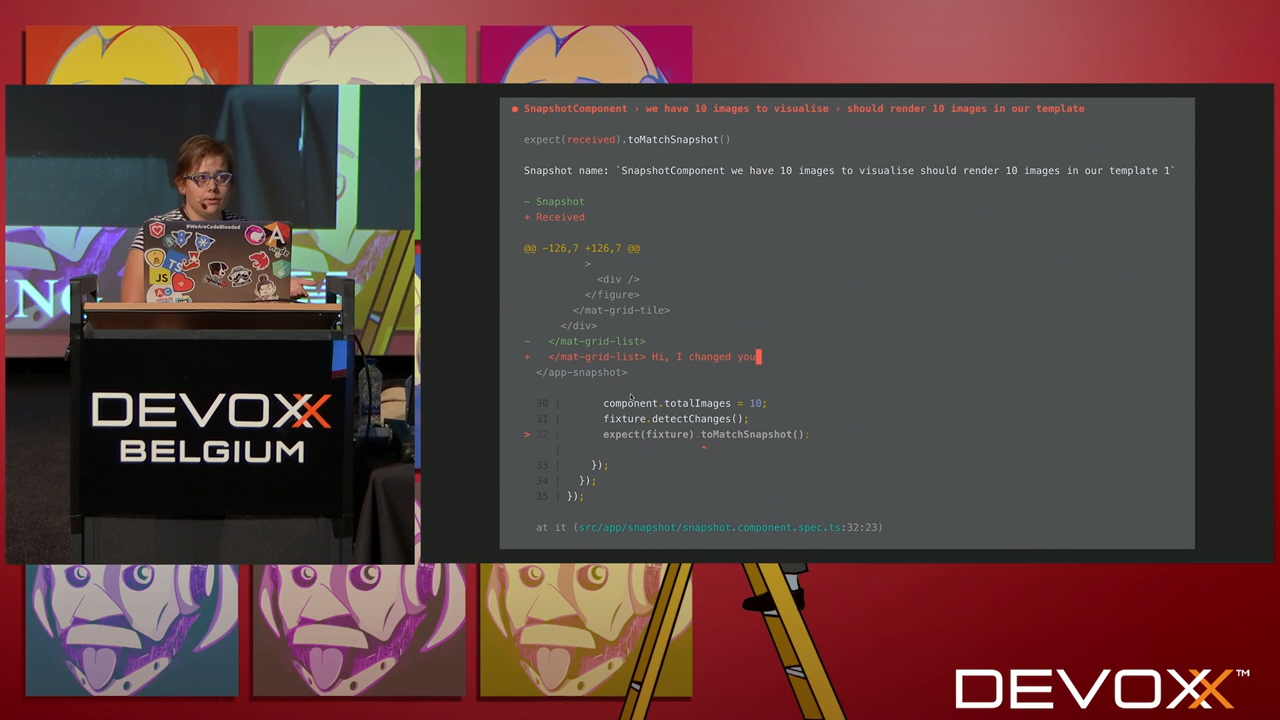 ● SnapshotComponent › we have 10 images to visualise › should render 10 images in our template
expect(received).toMatchSnapshot()
Snapshot name: `SnapshotComponent we have 10 images to visualise should render 10 images in our template 1`
- Snapshot
+ Received
@@ -126,7 +126,7 @@
>
<div />
</figure>
</mat-grid-tile>
</div>
- </mat-grid-list>
+ </mat-grid-list> Hi, I changed you
</app-snapshot>
30 | component.totalImages = 10;
31 | fixture.detectChanges();
> 32 | expect(fixture).toMatchSnapshot();
| ^
33 | });
34 | });
35 | });
at it (src/app/snapshot/snapshot.component.spec.ts:32:23)
#WeAreCodeBlooded
TS
JS
DEVOXX
BELGIUM
DEVOXX™